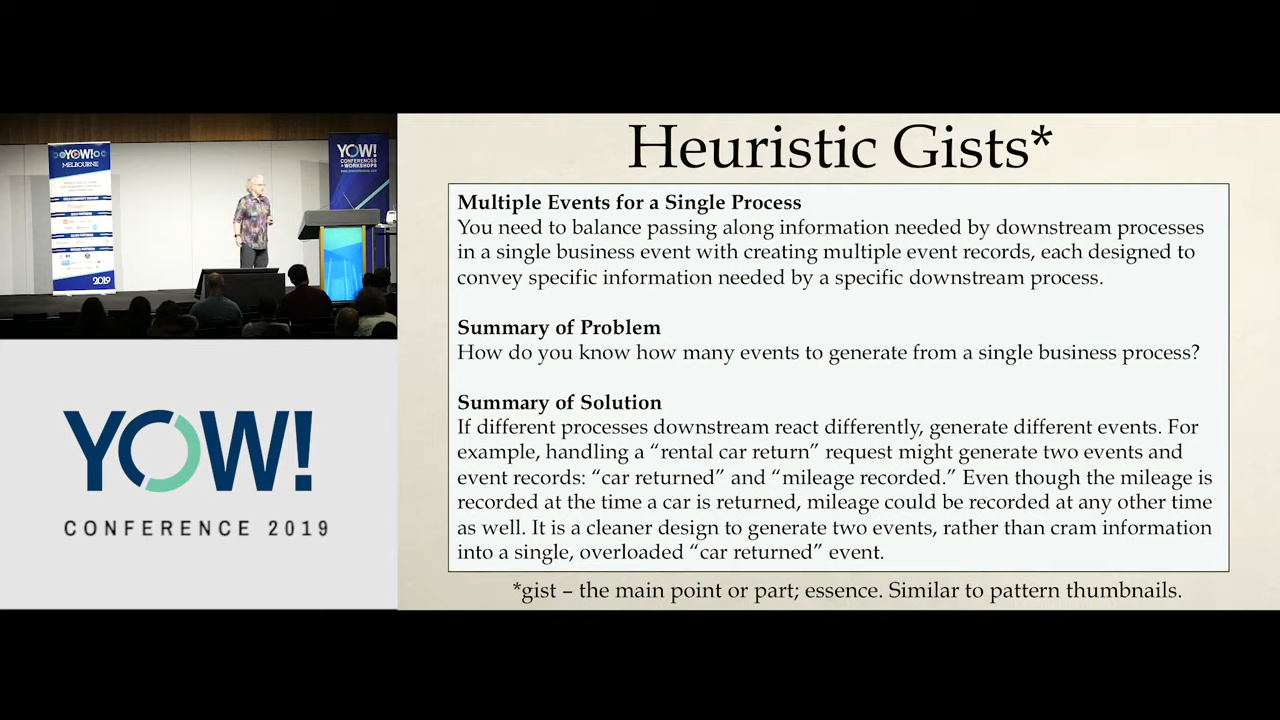 YOW!
MELBOURNE
2019
YOW!
CONFERENCES
+ WORKSHOPS
YOW!
CONFERENCE 2019
Heuristic Gists*
Multiple Events for a Single Process
You need to balance passing along information needed by downstream processes
in a single business event with creating multiple event records, each designed to
convey specific information needed by a specific downstream process.
Summary of Problem
How do you know how many events to generate from a single business process?
Summary of Solution
If different processes downstream react differently, generate different events. For
example, handling a “rental car return” request might generate two events and
event records: “car returned” and “mileage recorded.” Even though the mileage is
recorded at the time a car is returned, mileage could be recorded at any other time
as well. It is a cleaner design to generate two events, rather than cram information
into a single, overloaded “car returned” event.
*gist – the main point or part; essence. Similar to pattern thumbnails.